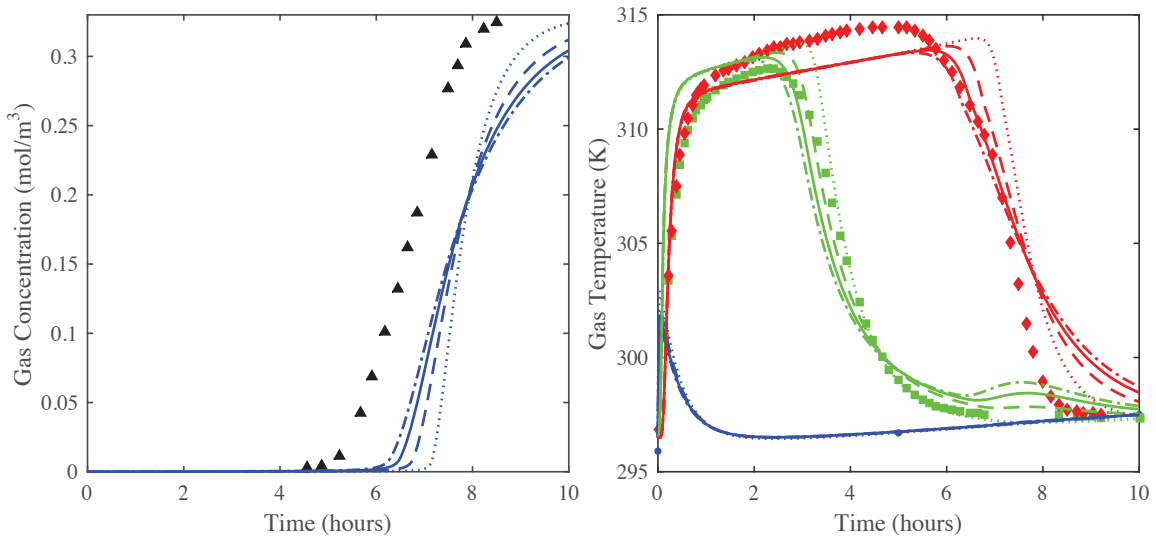 0.3
0.25
0.2
0.15
0.1
0.05
0
0 2 4 6 8 10
Time (hours)
Gas Concentration (mol/m³)
315
310
305
300
295
0 2 4 6 8 10
Time (hours)
Gas Temperature (K)